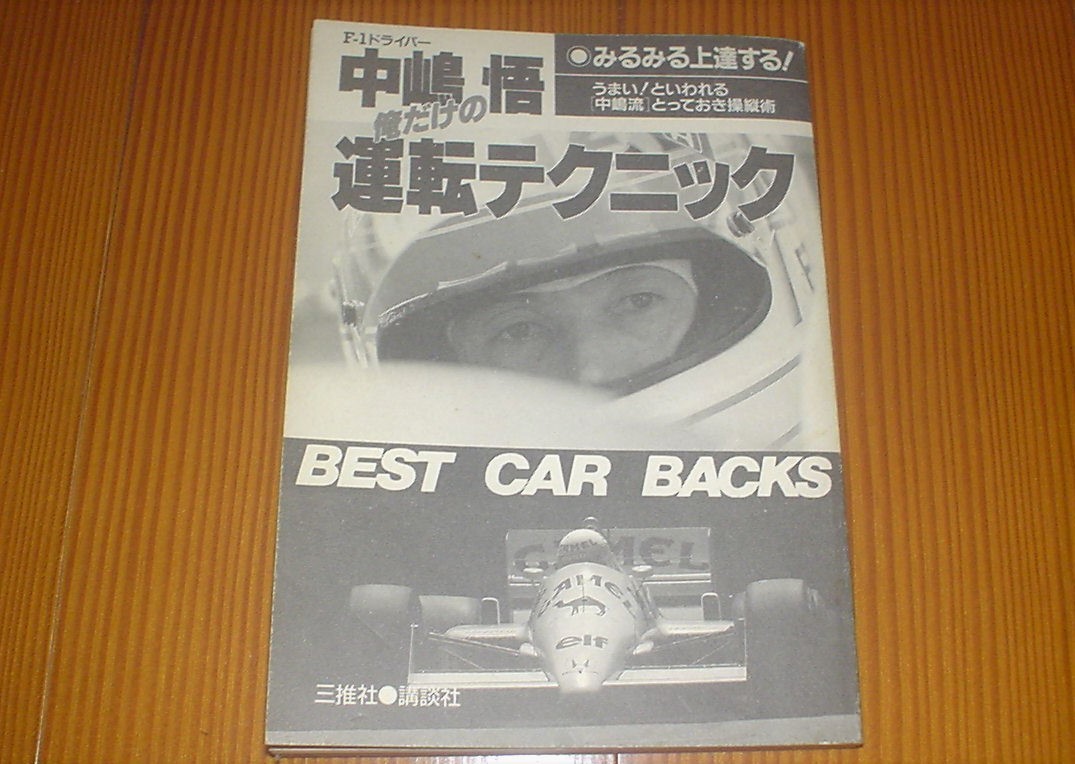 F-1ドライバー
中嶋 悟
俺だけの
運転テクニック
●みるみる上達する!
うまい!といわれる
[中嶋流]とっておき操縦術
BEST CAR BACKS
CAMEL
CAMEL
CAMEL
elf
三推社●講談社